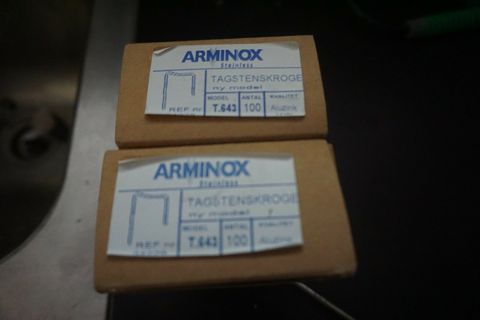 ARMINOX
Stainless
TAGSTENSKROGE
ny model
MODEL ANTAL KVALITET
REF nr T.643 100 Aluzink
ARMINOX
Stainless
TAGSTENSKROGE
ny model
MODEL ANTAL KVALITET
REF nr T.643 100 Aluzink